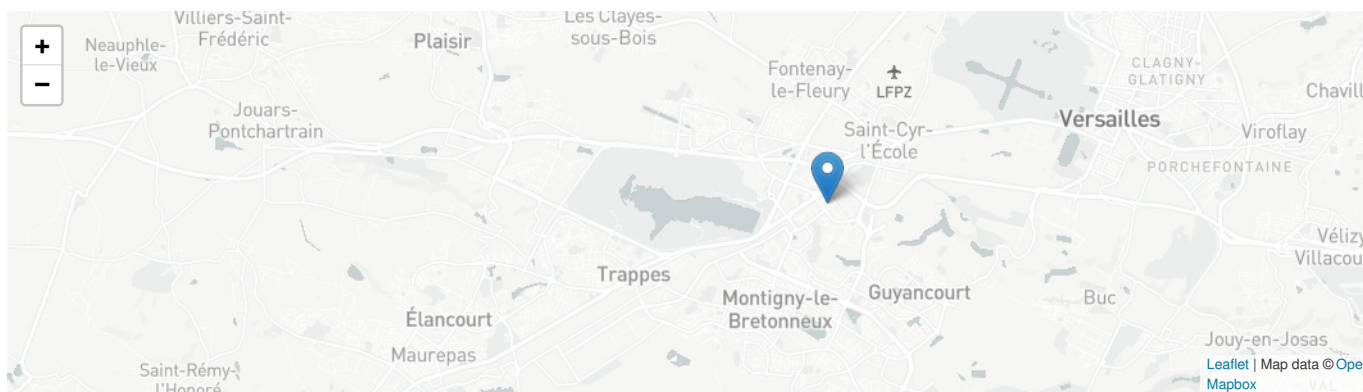 +
−
Villiers-Saint-
Frédéric
Neauphle-
le-Vieux
Plaisir
Les Clayes-
sous-Bois
Fontenay-
le-Fleury
LFPZ
CLAGNY-
GLATIGNY
Chavill
Jouars-
Pontchartrain
Saint-Cyr-
l'École
Versailles
Viroflay
PORCHEFONTAINE
Vélizy
Villacou
Trappes
Montigny-le-
Bretonneux
Guyancourt
Buc
Élancourt
Maurepas
Jouy-en-Josas
Saint-Rémy-
l'Honoré
Leaflet | Map data © Ope
Mapbox
VAL